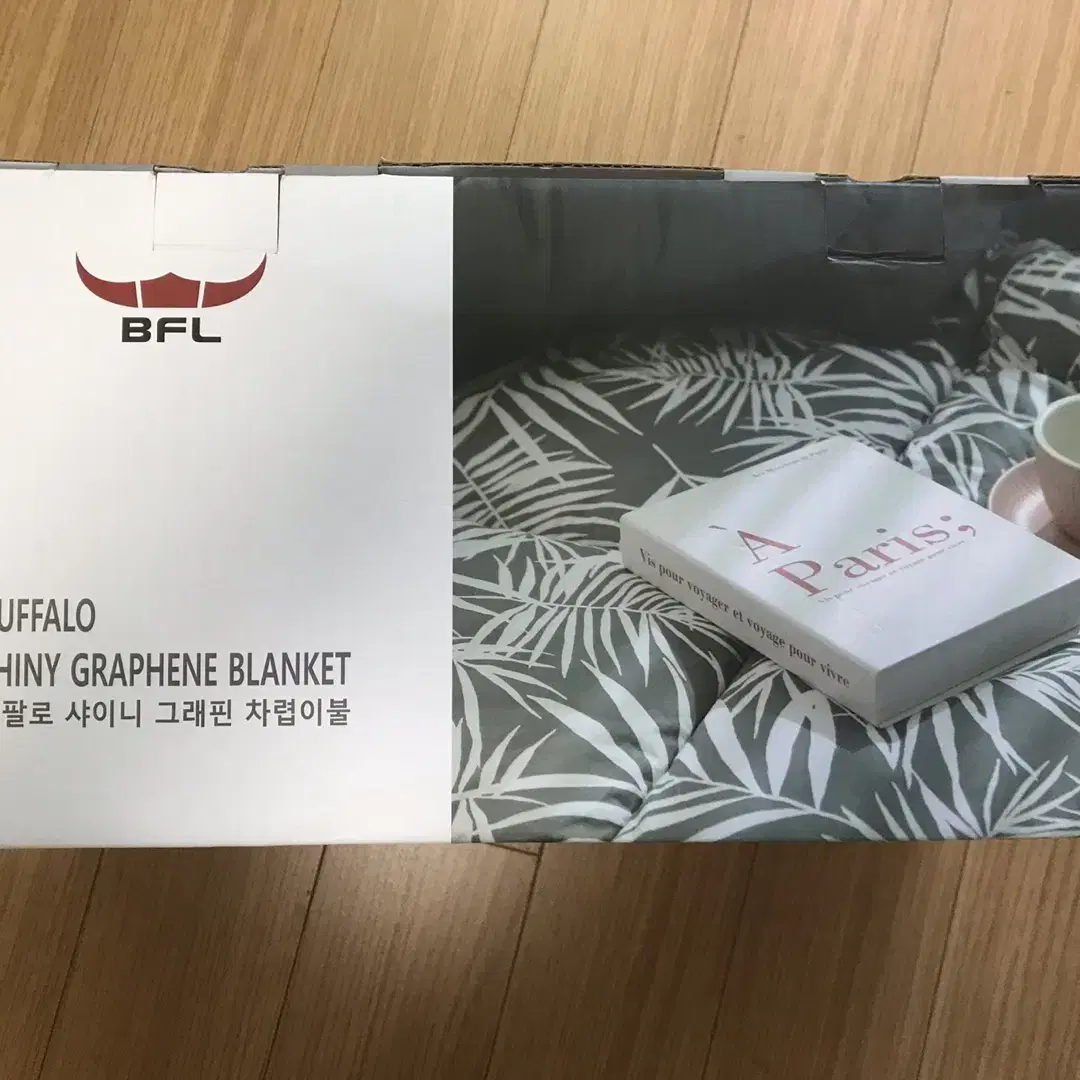 BFL
UFFALO
HINY GRAPHENE BLANKET
팔로 샤이니 그래핀 차렵이불
À
Paris;
Vis pour voyager et voyage pour vivre